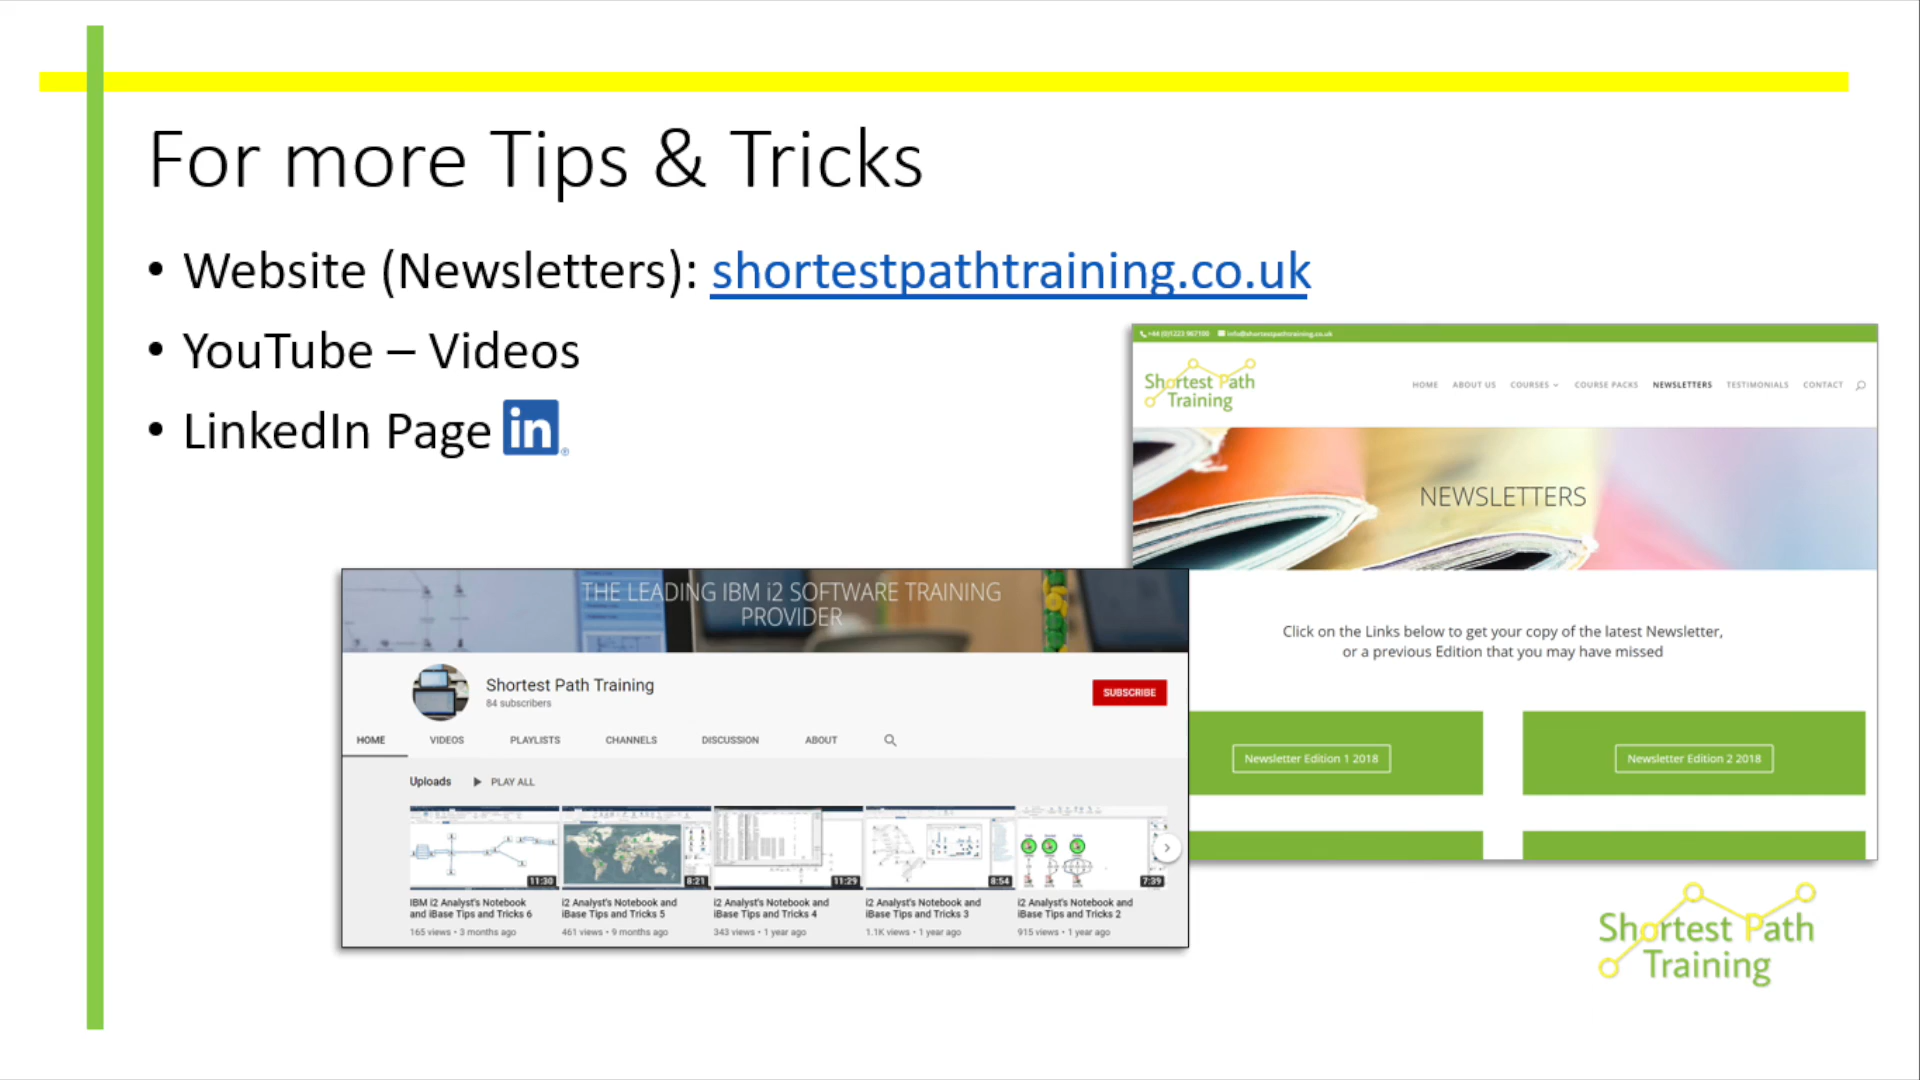 For more Tips & Tricks
• Website (Newsletters): shortestpathtraining.co.uk
• YouTube – Videos
• LinkedIn Page in
+44 (0)1223 967100 info@shortestpathtraining.co.uk
Shortest Path
Training
HOME ABOUT US COURSES COURSE PACKS NEWSLETTERS TESTIMONIALS CONTACT
NEWSLETTERS
Click on the Links below to get your copy of the latest Newsletter,
or a previous Edition that you may have missed
Newsletter Edition 1 2018 Newsletter Edition 2 2018
THE LEADING IBM i2 SOFTWARE TRAINING
PROVIDER
Shortest Path Training
84 subscribers
SUBSCRIBE
HOME VIDEOS PLAYLISTS CHANNELS DISCUSSION ABOUT
Uploads PLAY ALL
11:30 8:21 11:29 8:54 7:39
IBM i2 Analyst's Notebook
and iBase Tips and Tricks 6
165 views • 3 months ago
i2 Analyst's Notebook and
iBase Tips and Tricks 5
461 views • 9 months ago
i2 Analyst's Notebook and
iBase Tips and Tricks 4
343 views • 1 year ago
i2 Analyst's Notebook and
iBase Tips and Tricks 3
1.1K views • 1 year ago
i2 Analyst's Notebook and
iBase Tips and Tricks 2
915 views • 1 year ago
Shortest Path
Training